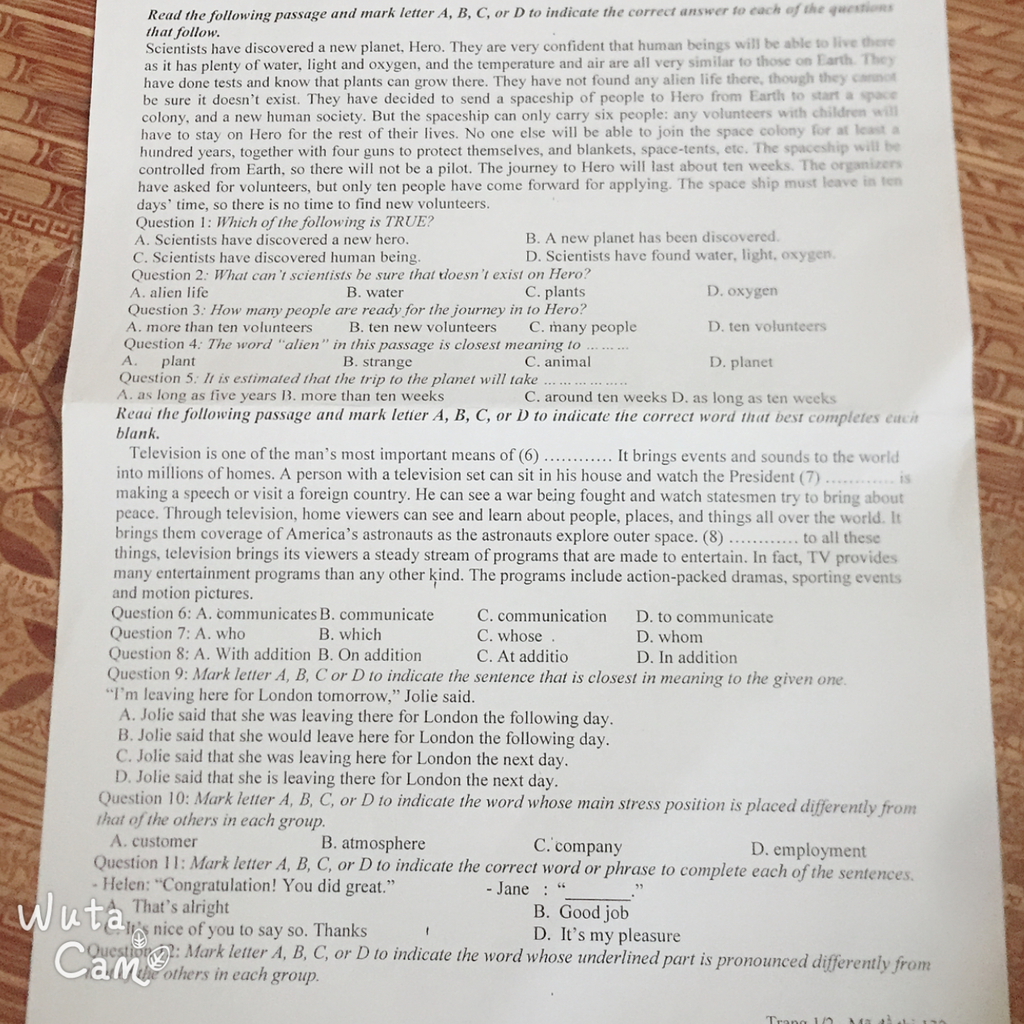 Read the following passage and mark letter A, B, C, or D to indicate the correct answer to each of the questions
that follow.
Scientists have discovered a new planet, Hero. They are very confident that human beings will be able to live there
as it has plenty of water, light and oxygen, and the temperature and air are all very similar to those on Earth. They
have done tests and know that plants can grow there. They have not found any alien life there, though they cannot
be sure it doesn't exist. They have decided to send a spaceship of people to Hero from Earth to start a space
colony, and a new human society. But the spaceship can only carry six people: any volunteers with children will
have to stay on Hero for the rest of their lives. No one else will be able to join the space colony for at least a
hundred years, together with four guns to protect themselves, and blankets, space-tents, etc. The spaceship will be
controlled from Earth, so there will not be a pilot. The journey to Hero will last about ten weeks. The organizers
have asked for volunteers, but only ten people have come forward for applying. The space ship must leave in ten
days' time, so there is no time to find new volunteers.
Question 1: Which of the following is TRUE?
A. Scientists have discovered a new hero. B. A new planet has been discovered.
C. Scientists have discovered human being. D. Scientists have found water, light, oxygen.
Question 2: What can't scientists be sure that doesn't exist on Hero?
A. alien life B. water C. plants D. oxygen
Question 3: How many people are ready for the journey in to Hero?
A. more than ten volunteers B. ten new volunteers C. many people D. ten volunteers
Question 4: The word "alien" in this passage is closest meaning to .........
A. plant B. strange C. animal D. planet
Question 5: It is estimated that the trip to the planet will take ..................
A. as long as five years B. more than ten weeks C. around ten weeks D. as long as ten weeks
Read the following passage and mark letter A, B, C, or D to indicate the correct word that best completes each
blank.
Television is one of the man's most important means of (6) ............ It brings events and sounds to the world
into millions of homes. A person with a television set can sit in his house and watch the President (7) ............ is
making a speech or visit a foreign country. He can see a war being fought and watch statesmen try to bring about
peace. Through television, home viewers can see and learn about people, places, and things all over the world. It
brings them coverage of America's astronauts as the astronauts explore outer space. (8) ............ to all these
things, television brings its viewers a steady stream of programs that are made to entertain. In fact, TV provides
many entertainment programs than any other kind. The programs include action-packed dramas, sporting events
and motion pictures.
Question 6: A. communicates B. communicate C. communication D. to communicate
Question 7: A. who B. which C. whose D. whom
Question 8: A. With addition B. On addition C. At additio D. In addition
Question 9: Mark letter A, B, C or D to indicate the sentence that is closest in meaning to the given one.
"I'm leaving here for London tomorrow," Jolie said.
A. Jolie said that she was leaving there for London the following day.
B. Jolie said that she would leave here for London the following day.
C. Jolie said that she was leaving here for London the next day.
D. Jolie said that she is leaving there for London the next day.
Question 10: Mark letter A, B, C, or D to indicate the word whose main stress position is placed differently from
that of the others in each group.
A. customer B. atmosphere C. company D. employment
Question 11: Mark letter A, B, C, or D to indicate the correct word or phrase to complete each of the sentences.
- Helen: "Congratulation! You did great." - Jane : "_______."
A. That's alright B. Good job
C. It's nice of you to say so. Thanks D. It's my pleasure
Question 12: Mark letter A, B, C, or D to indicate the word whose underlined part is pronounced differently from
the others in each group.
Trang 1/2
Wuta
Cam